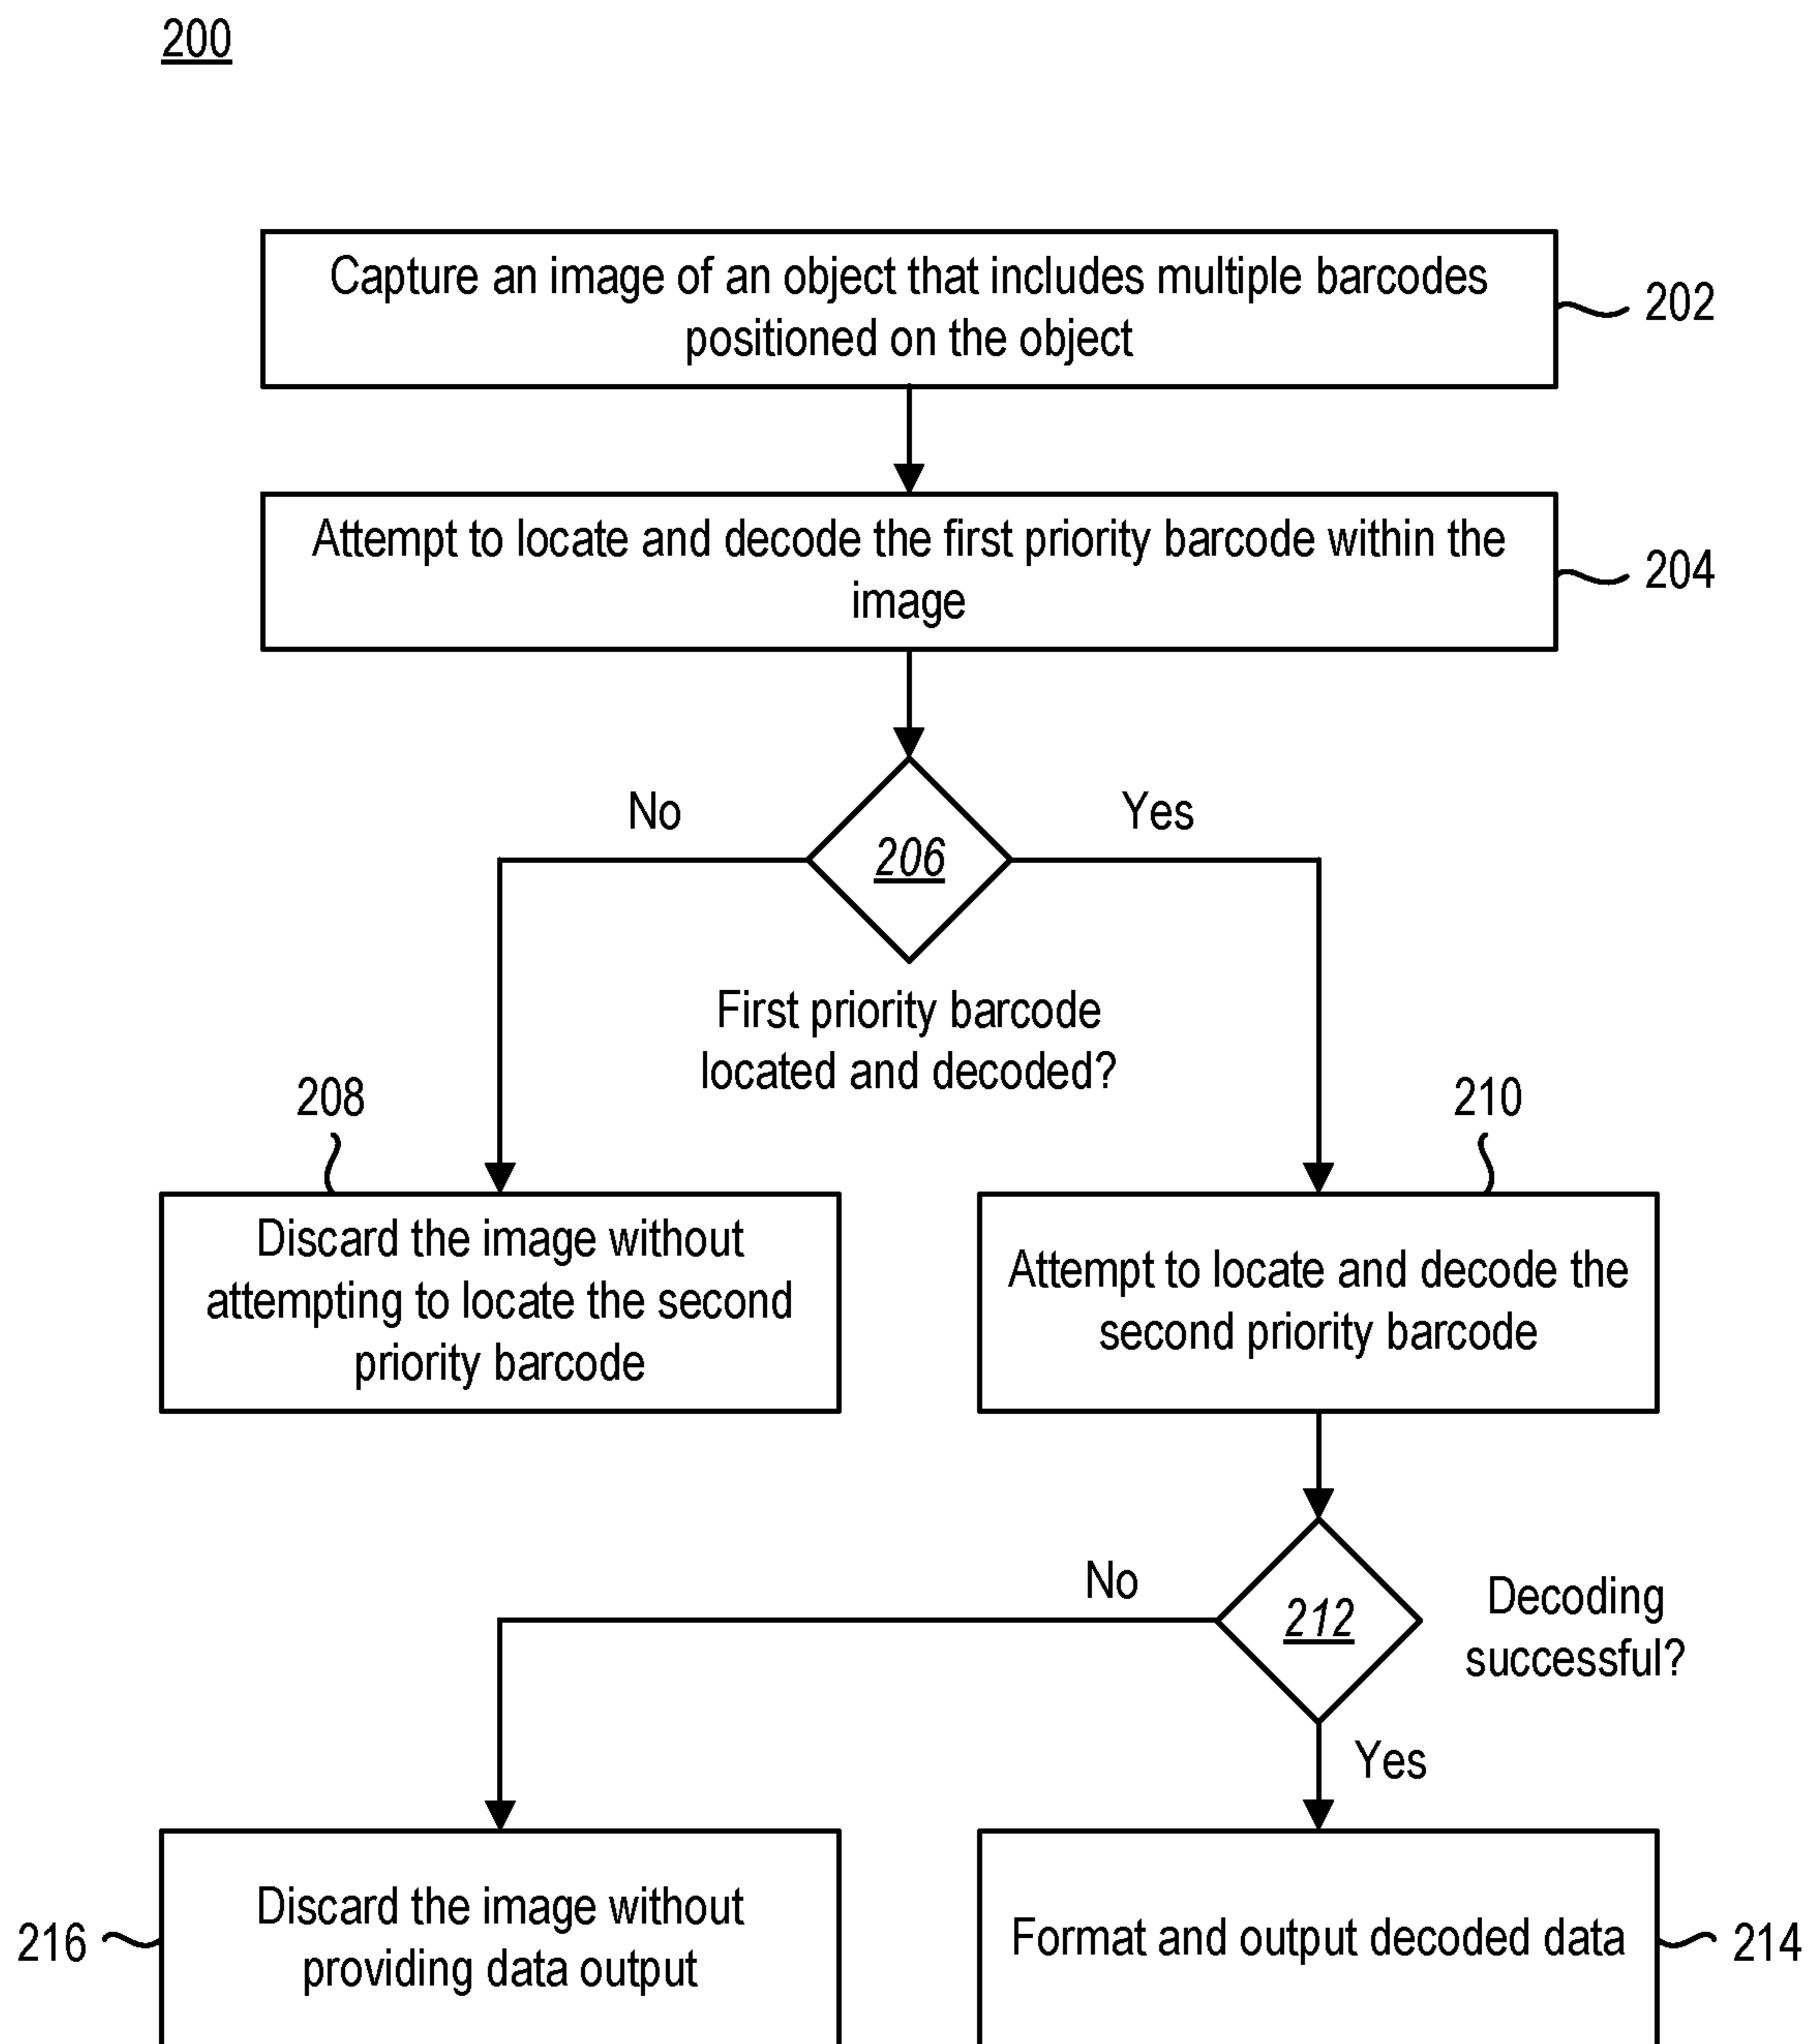 200
Capture an image of an object that includes multiple barcodes
positioned on the object
202
Attempt to locate and decode the first priority barcode within the
image
204
No
Yes
206
First priority barcode
located and decoded?
208
210
Discard the image without
attempting to locate the second
priority barcode
Attempt to locate and decode the
second priority barcode
No
212
Decoding
successful?
Yes
216
Discard the image without
providing data output
Format and output decoded data
214